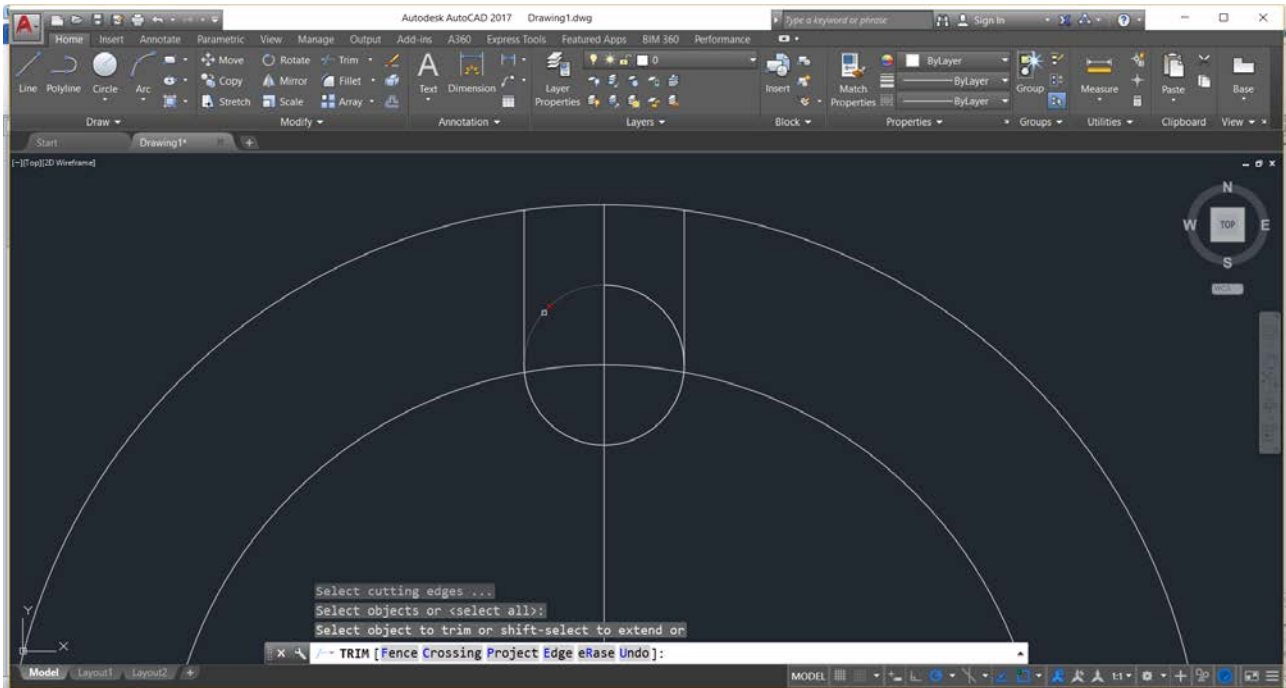 Autodesk AutoCAD 2017 Drawing1.dwg
Type a keyword or phrase
Sign In
Home Insert Annotate Parametric View Manage Output Add-ins A360 Express Tools Featured Apps BIM 360 Performance
Move Rotate Trim
Copy Mirror Fillet
Stretch Scale Array
Line Polyline Circle Arc
Text Dimension
Layer Properties
0
Insert
Match Properties
ByLayer
ByLayer
ByLayer
Group
Measure
Paste
Base
Draw Modify Annotation Layers Block Properties Groups Utilities Clipboard View
Start Drawing1*
[−][Top][2D Wireframe]
N
W TOP E
S
WCS
Select cutting edges ...
Select objects or <select all>:
Select object to trim or shift-select to extend or
TRIM [Fence Crossing Project Edge eRase Undo]:
Y
X
Model Layout1 Layout2 +
MODEL
1:1